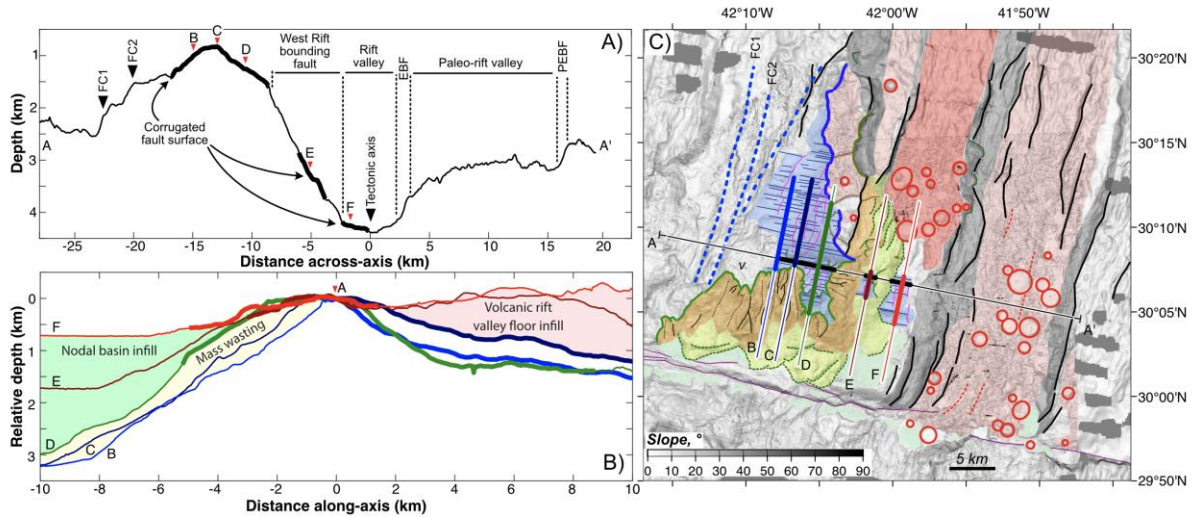 A)
B
C
D
West Rift
bounding
fault
Rift
valley
EBF
Paleo-rift valley
PEBF
FC1
FC2
Corrugated
fault surface
E
F
Tectonic axis
A
A'
Depth (km)
1
2
3
4
-25
-20
-15
-10
-5
0
5
10
15
20
Distance across-axis (km)
B)
A
F
E
D
C
B
Nodal basin infill
Mass wasting
Volcanic rift
valley floor infill
Relative depth (km)
0
1
2
3
-10
-8
-6
-4
-2
0
2
4
6
8
10
Distance along-axis (km)
C)
42°10'W
42°00'W
41°50'W
FC1
FC2
A
A'
v
B
C
D
E
F
30°20'N
30°15'N
30°10'N
30°05'N
30°00'N
29°50'N
Slope, °
0 10 20 30 40 50 60 70 80 90
5 km